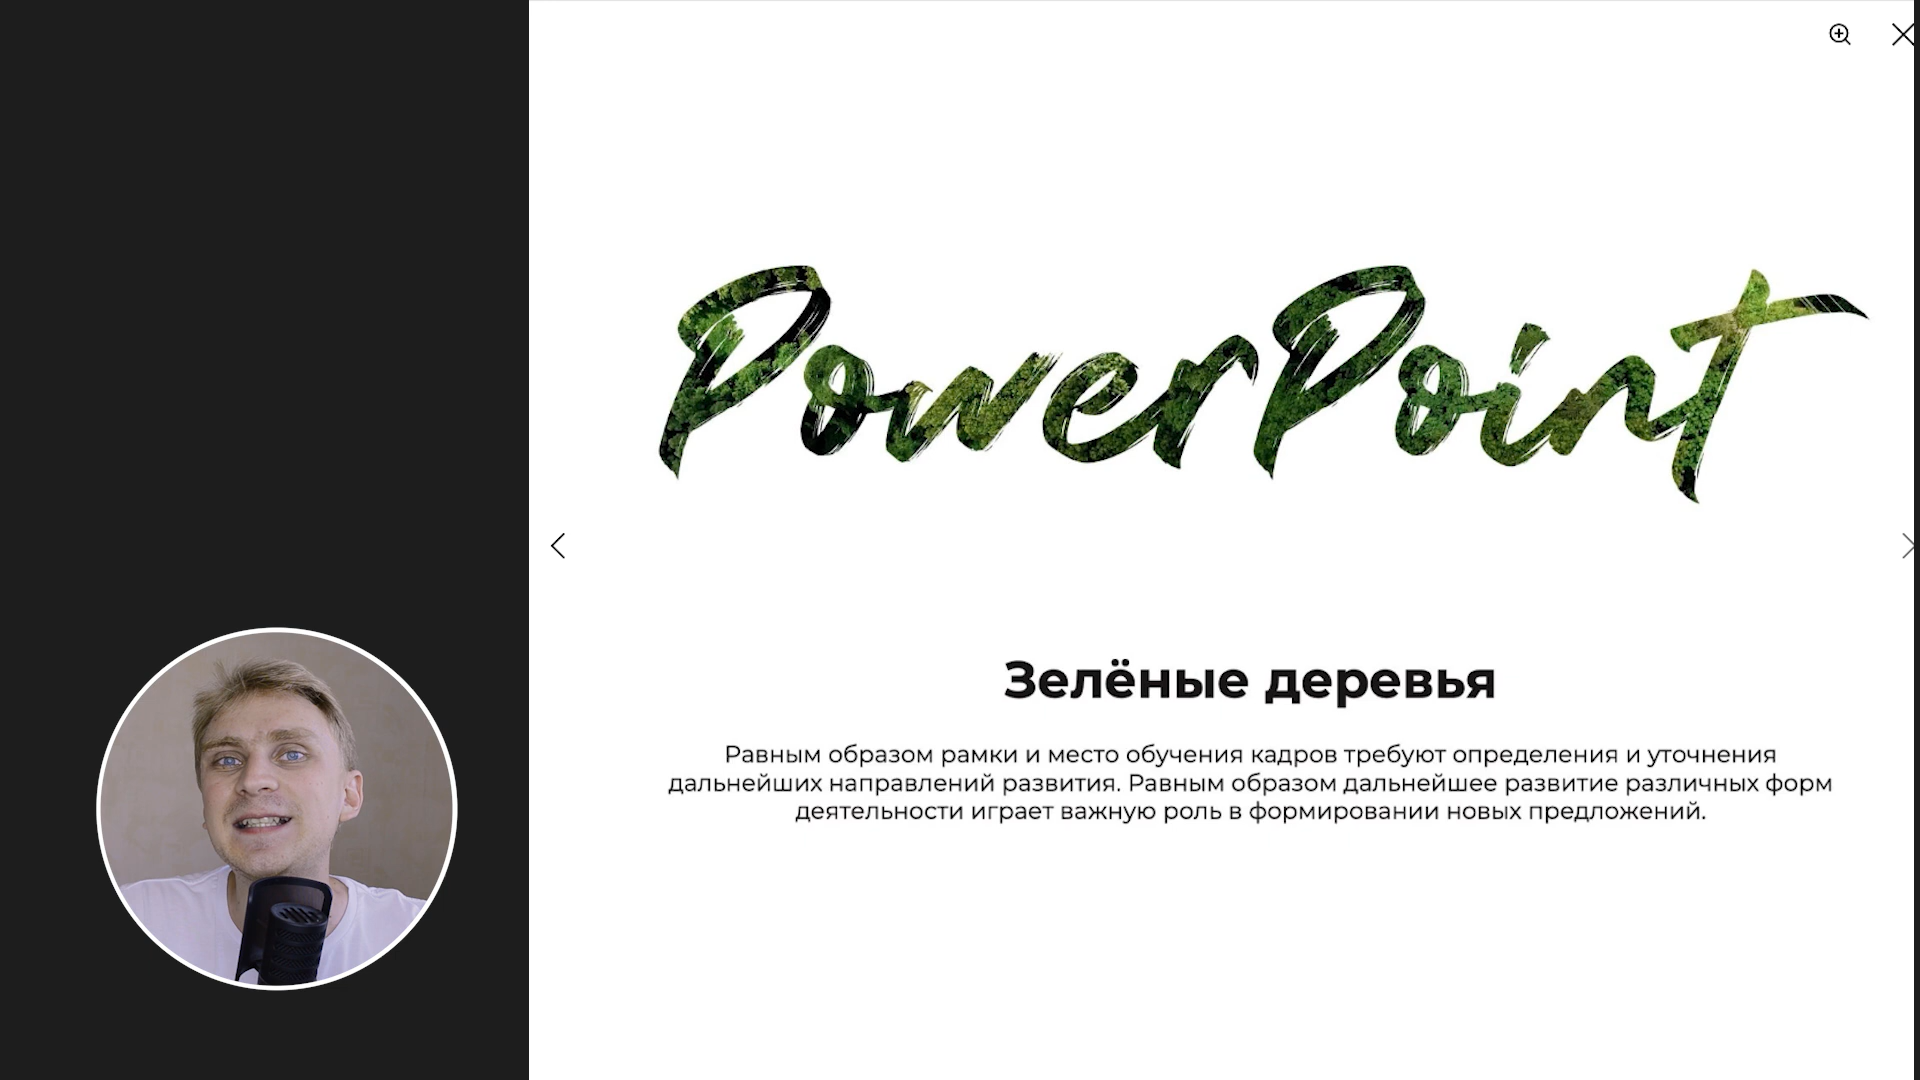 PowerPoint
Зелёные деревья
Равным образом рамки и место обучения кадров требуют определения и уточнения
дальнейших направлений развития. Равным образом дальнейшее развитие различных форм
деятельности играет важную роль в формировании новых предложений.